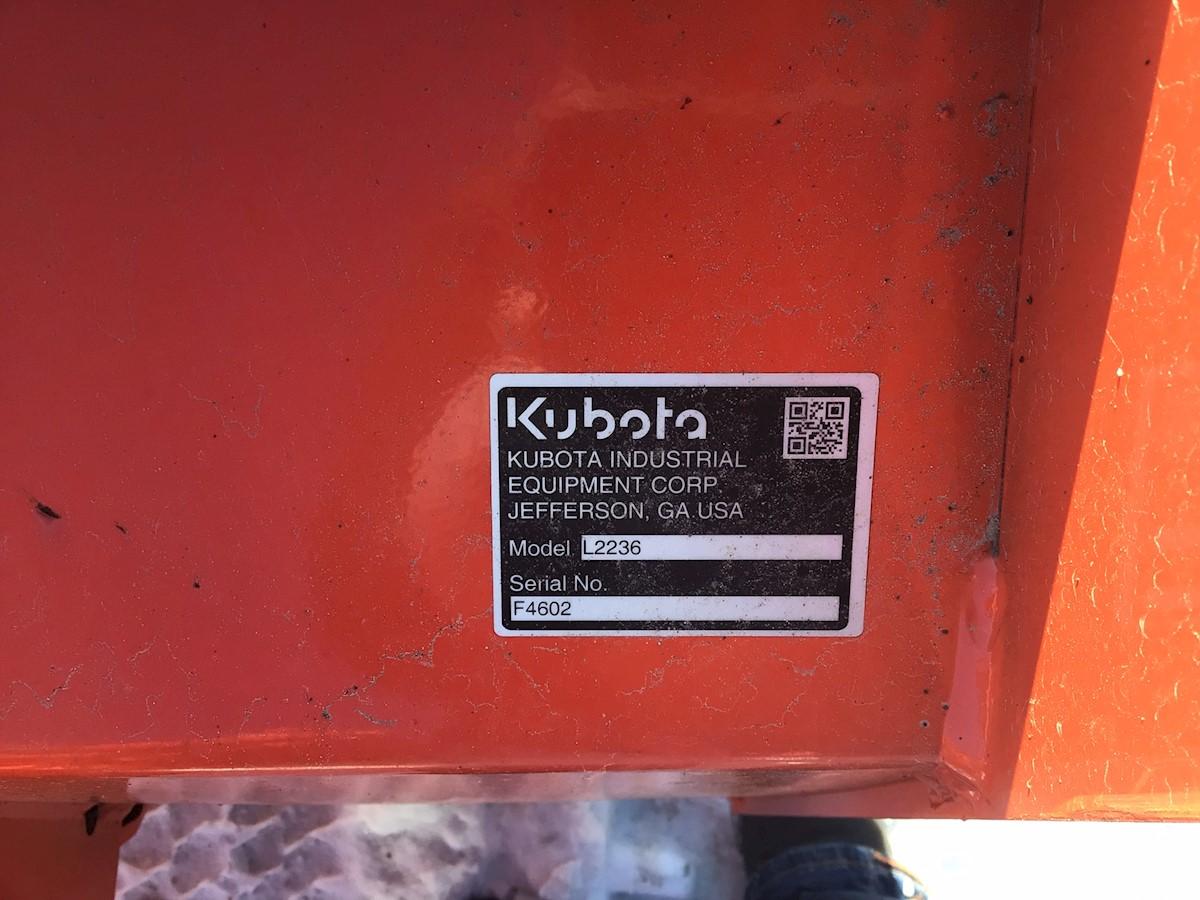 Kubota
KUBOTA INDUSTRIAL
EQUIPMENT CORP.
JEFFERSON, GA USA
Model L2236
Serial No.
F4602